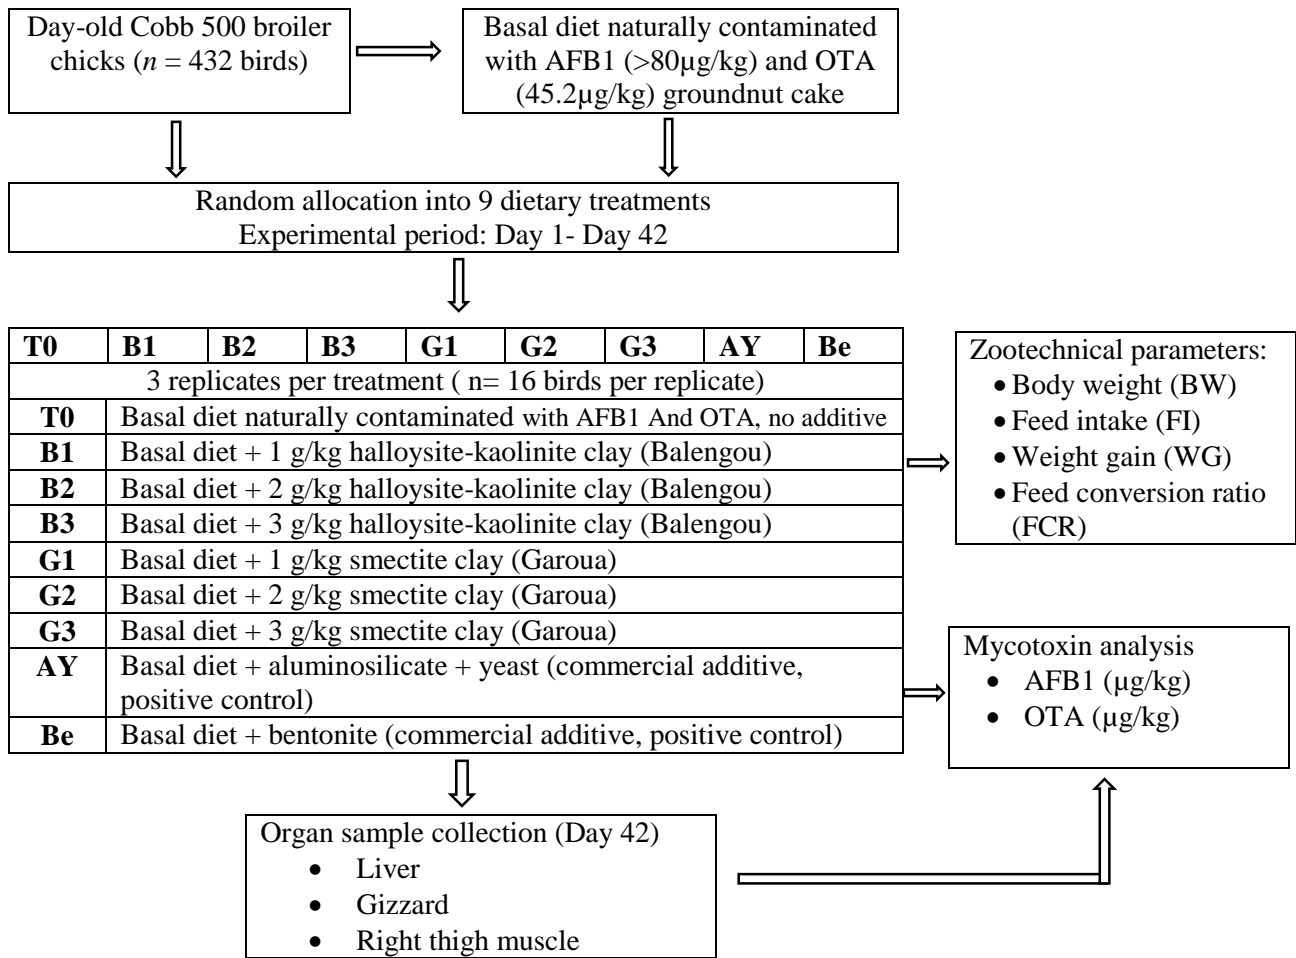 Day-old Cobb 500 broiler
chicks (n = 432 birds)
Basal diet naturally contaminated
with AFB1 (>80µg/kg) and OTA
(45.2µg/kg) groundnut cake
Random allocation into 9 dietary treatments
Experimental period: Day 1- Day 42
T0 B1 B2 B3 G1 G2 G3 AY Be
3 replicates per treatment ( n= 16 birds per replicate)
T0 Basal diet naturally contaminated with AFB1 And OTA, no additive
B1 Basal diet + 1 g/kg halloysite-kaolinite clay (Balengou)
B2 Basal diet + 2 g/kg halloysite-kaolinite clay (Balengou)
B3 Basal diet + 3 g/kg halloysite-kaolinite clay (Balengou)
G1 Basal diet + 1 g/kg smectite clay (Garoua)
G2 Basal diet + 2 g/kg smectite clay (Garoua)
G3 Basal diet + 3 g/kg smectite clay (Garoua)
AY Basal diet + aluminosilicate + yeast (commercial additive,
positive control)
Be Basal diet + bentonite (commercial additive, positive control)
Zootechnical parameters:
• Body weight (BW)
• Feed intake (FI)
• Weight gain (WG)
• Feed conversion ratio
(FCR)
Mycotoxin analysis
• AFB1 (µg/kg)
• OTA (µg/kg)
Organ sample collection (Day 42)
• Liver
• Gizzard
• Right thigh muscle